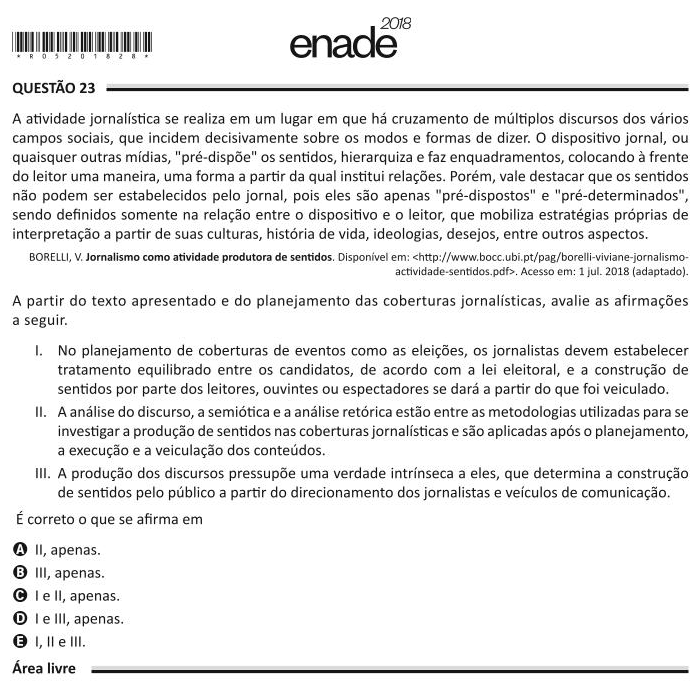 enade 2018
*R05201828*
QUESTÃO 23
A atividade jornalística se realiza em um lugar em que há cruzamento de múltiplos discursos dos vários
campos sociais, que incidem decisivamente sobre os modos e formas de dizer. O dispositivo jornal, ou
quaisquer outras mídias, "pré-dispõe" os sentidos, hierarquiza e faz enquadramentos, colocando à frente
do leitor uma maneira, uma forma a partir da qual institui relações. Porém, vale destacar que os sentidos
não podem ser estabelecidos pelo jornal, pois eles são apenas "pré-dispostos" e "pré-determinados",
sendo definidos somente na relação entre o dispositivo e o leitor, que mobiliza estratégias próprias de
interpretação a partir de suas culturas, história de vida, ideologias, desejos, entre outros aspectos.
BORELLI, V. Jornalismo como atividade produtora de sentidos. Disponível em: <http://www.bocc.ubi.pt/pag/borelli-viviane-jornalismo-
actividade-sentidos.pdf>. Acesso em: 1 jul. 2018 (adaptado).
A partir do texto apresentado e do planejamento das coberturas jornalísticas, avalie as afirmações
a seguir.
I. No planejamento de coberturas de eventos como as eleições, os jornalistas devem estabelecer
tratamento equilibrado entre os candidatos, de acordo com a lei eleitoral, e a construção de
sentidos por parte dos leitores, ouvintes ou espectadores se dará a partir do que foi veiculado.
II. A análise do discurso, a semiótica e a análise retórica estão entre as metodologias utilizadas para se
investigar a produção de sentidos nas coberturas jornalísticas e são aplicadas após o planejamento,
a execução e a veiculação dos conteúdos.
III. A produção dos discursos pressupõe uma verdade intrínseca a eles, que determina a construção
de sentidos pelo público a partir do direcionamento dos jornalistas e veículos de comunicação.
É correto o que se afirma em
A II, apenas.
B III, apenas.
C I e II, apenas.
D I e III, apenas.
E I, II e III.
Área livre